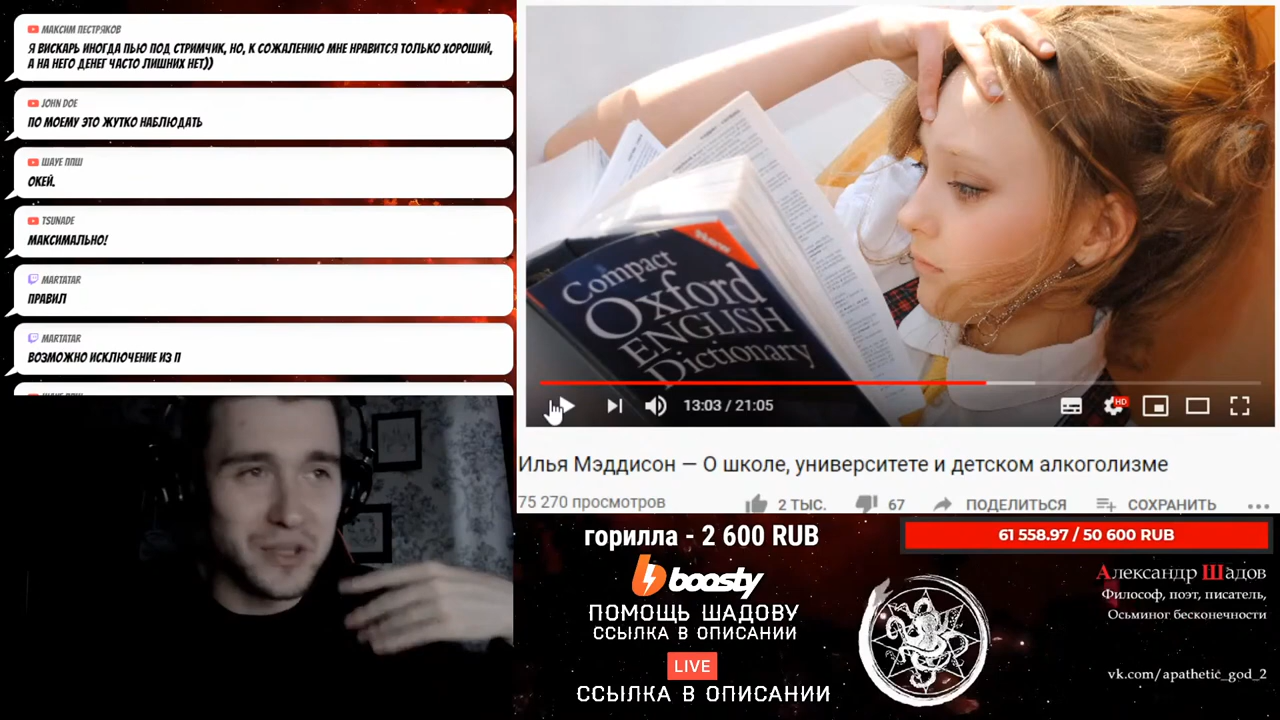 МАКСИМ ПЕСТРЯКОВ
Я ВИСКАРЬ ИНОГДА ПЬЮ ПОД СТРИМЧИК, НО, К СОЖАЛЕНИЮ МНЕ НРАВИТСЯ ТОЛЬКО ХОРОШИЙ,
А НА НЕГО ДЕНЕГ ЧАСТО ЛИШНИХ НЕТ))
JOHN DOE
ПО МОЕМУ ЭТО ЖУТКО НАБЛЮДАТЬ
ШАУЕ ППШ
ОКЕЙ.
TSUNADE
МАКСИМАЛЬНО!
MARTATAR
ПРАВИЛ
MARTATAR
ВОЗМОЖНО ИСКЛЮЧЕНИЕ ИЗ П
New
Compact
Oxford
ENGLISH
Dictionary
13:03 / 21:05
HD
Илья Мэддисон — О школе, университете и детском алкоголизме
75 270 просмотров
2 ТЫС.
67
ПОДЕЛИТЬСЯ
СОХРАНИТЬ
горилла - 2 600 RUB
boosty
ПОМОЩЬ ШАДОВУ
ССЫЛКА В ОПИСАНИИ
LIVE
ССЫЛКА В ОПИСАНИИ
61 558.97 / 50 600 RUB
Александр Шадов
Философ, поэт, писатель,
Осьминог бесконечности
vk.com/apathetic_god_2